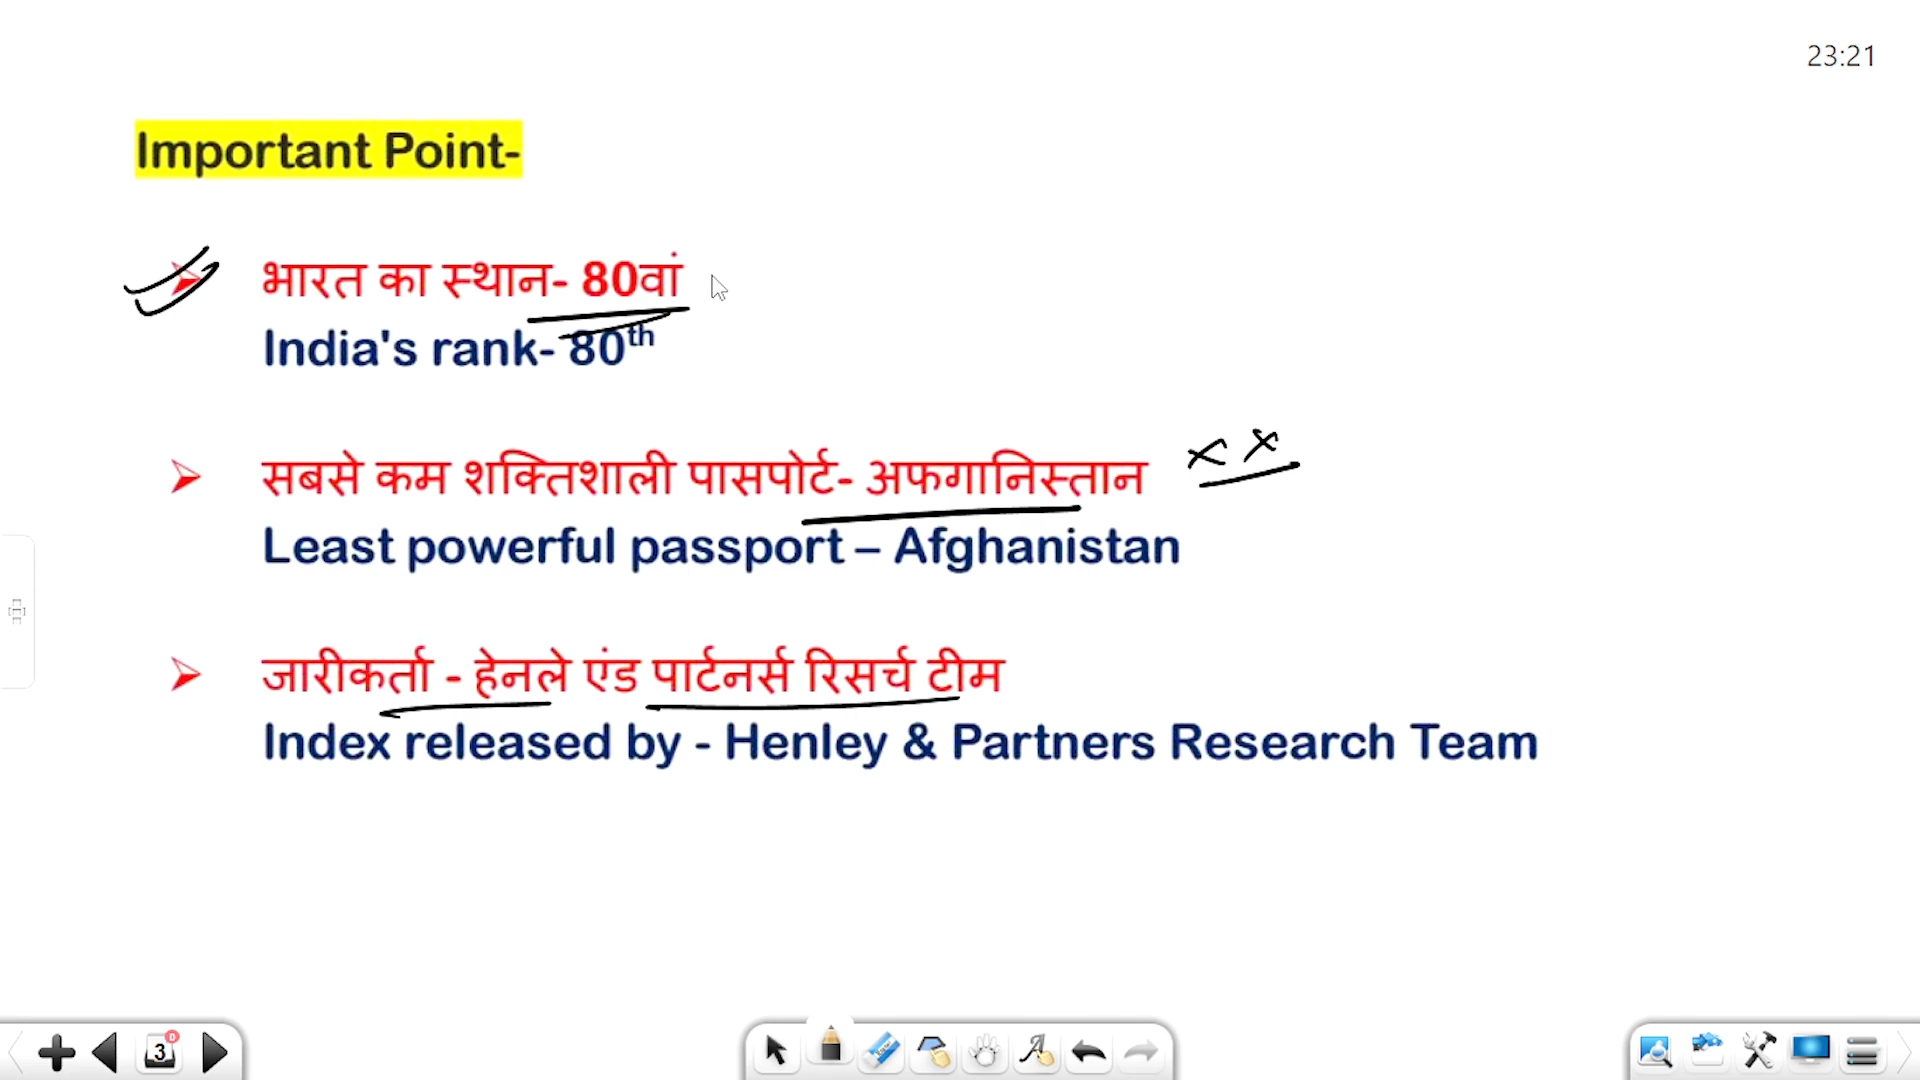 23:21
Important Point-
भारत का स्थान- 80वां
India's rank- 80th
सबसे कम शक्तिशाली पासपोर्ट- अफगानिस्तान
x x
Least powerful passport – Afghanistan
जारीकर्ता - हेनले एंड पार्टनर्स रिसर्च टीम
Index released by - Henley & Partners Research Team
3